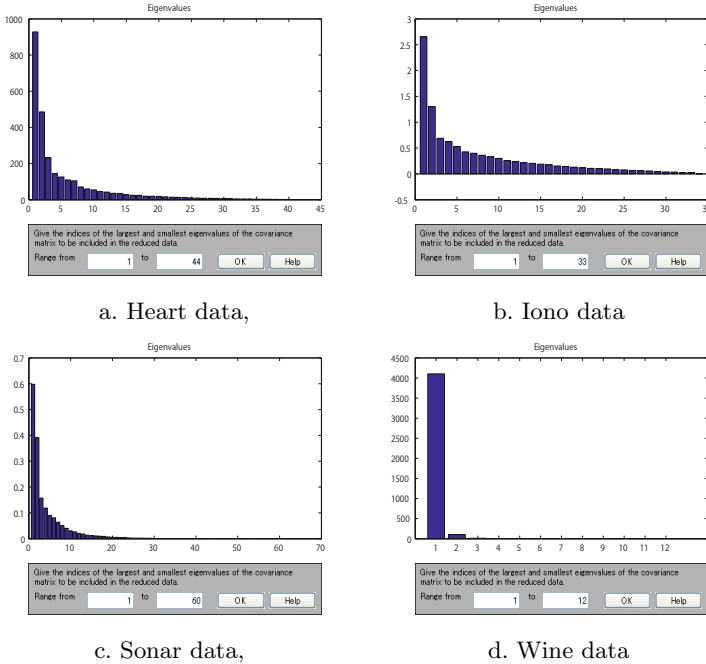 Eigenvalues
1000
800
600
400
200
0
0 5 10 15 20 25 30 35 40 45
Give the indices of the largest and smallest eigenvalues of the covariance
matrix to be included in the reduced data.
Range from 1 to 44 OK Help
a. Heart data,
Eigenvalues
3
2.5
2
1.5
1
0.5
0
-0.5
0 5 10 15 20 25 30 35
Give the indices of the largest and smallest eigenvalues of the covariance
matrix to be included in the reduced data.
Range from 1 to 33 OK Help
b. Iono data
Eigenvalues
0.7
0.6
0.5
0.4
0.3
0.2
0.1
0
0 10 20 30 40 50 60 70
Give the indices of the largest and smallest eigenvalues of the covariance
matrix to be included in the reduced data.
Range from 1 to 60 OK Help
c. Sonar data,
Eigenvalues
4500
4000
3500
3000
2500
2000
1500
1000
500
0
1 2 3 4 5 6 7 8 9 10 11 12
Give the indices of the largest and smallest eigenvalues of the covariance
matrix to be included in the reduced data.
Range from 1 to 12 OK Help
d. Wine data